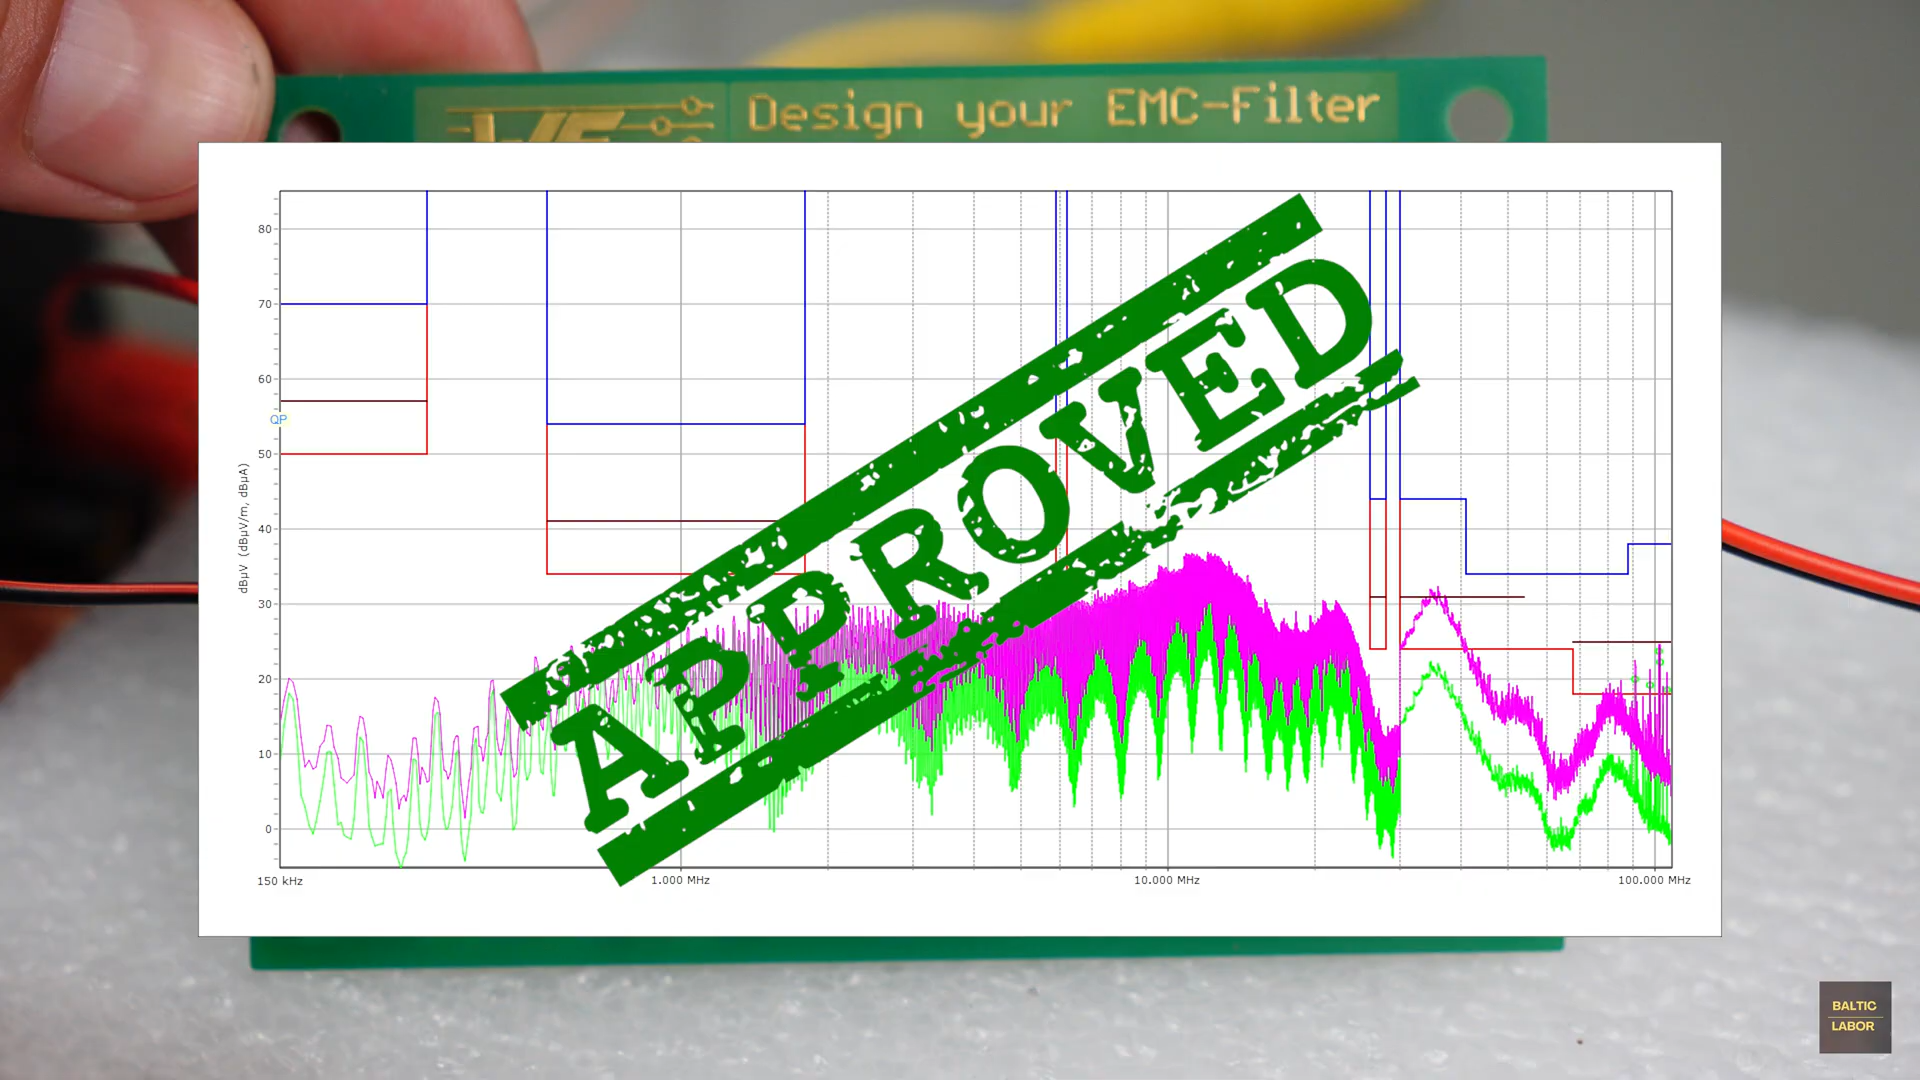 Design your EMC-Filter
80
70
60
QP
50
40
30
20
10
0
dBµV (dBµV/m, dBµA)
150 kHz
1.000 MHz
10.000 MHz
100.000 MHz
APPROVED
BALTIC
LABOR